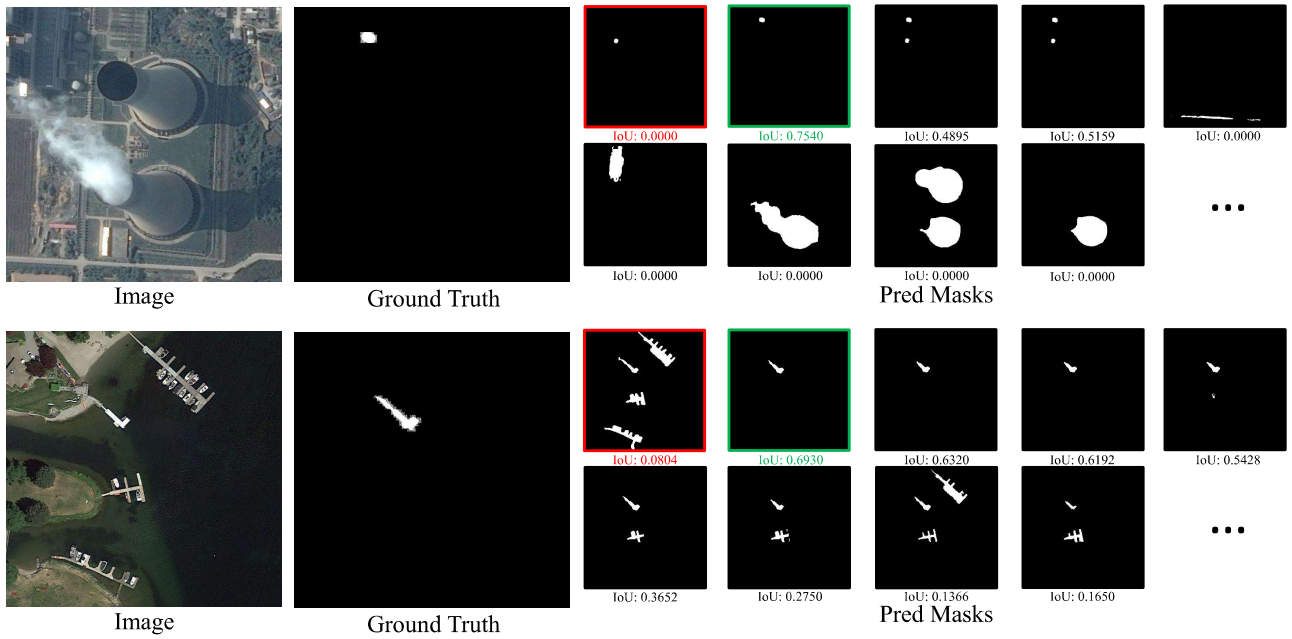 IoU: 0.0000 IoU: 0.7540 IoU: 0.4895 IoU: 0.5159 IoU: 0.0000
IoU: 0.0000 IoU: 0.0000 IoU: 0.0000 IoU: 0.0000
...
Image Ground Truth Pred Masks
IoU: 0.0804 IoU: 0.6930 IoU: 0.6320 IoU: 0.6192 IoU: 0.5428
IoU: 0.3652 IoU: 0.2750 IoU: 0.1366 IoU: 0.1650
...
Image Ground Truth Pred Masks